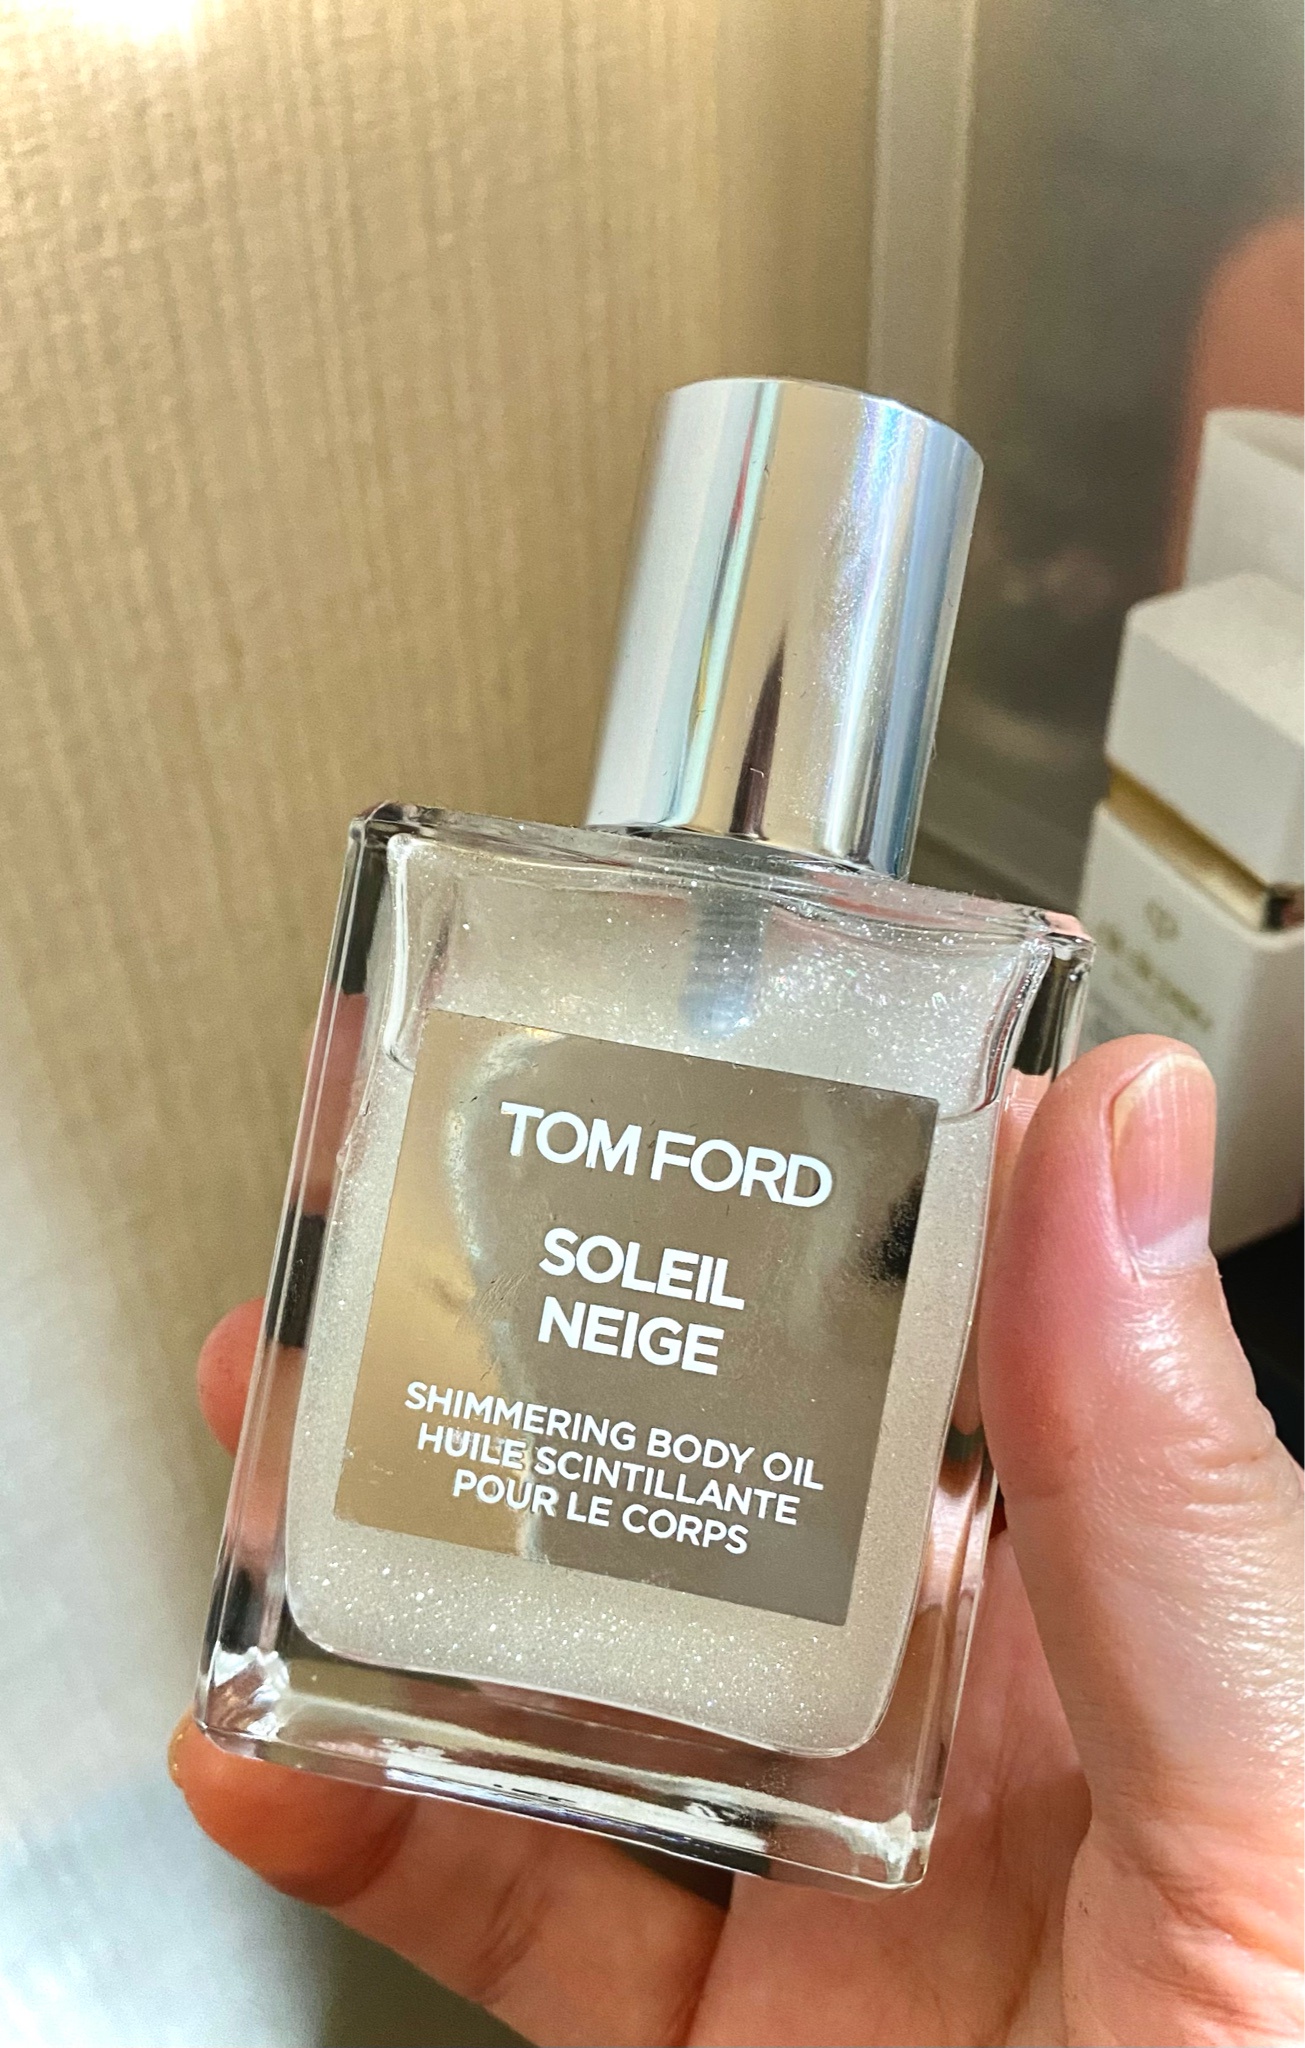 TOM FORD
SOLEIL
NEIGE
SHIMMERING BODY OIL
HUILE SCINTILLANTE
POUR LE CORPS